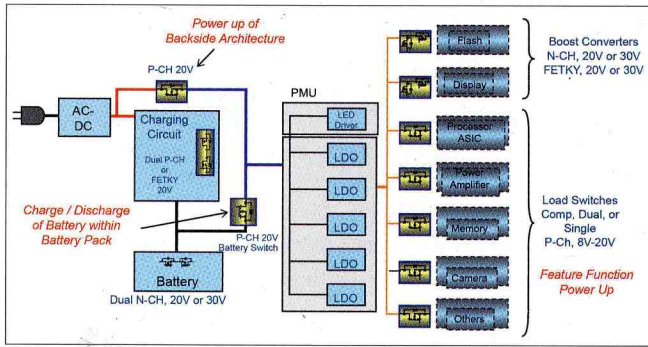 Power up of
Backside Architecture
P-CH 20V
AC-
DC
Charging
Circuit
Dual P-CH
or
FETKY
20V
Charge / Discharge
of Battery within
Battery Pack
P-CH 20V
Battery Switch
Battery
Dual N-CH, 20V or 30V
PMU
LED
Driver
LDO
LDO
LDO
LDO
LDO
Flash
Display
Processor
ASIC
Power
Amplifier
Memory
Camera
Others
Boost Converters
N-CH, 20V or 30V
FETKY, 20V or 30V
Load Switches
Comp, Dual, or
Single
P-Ch, 8V-20V
Feature Function
Power Up